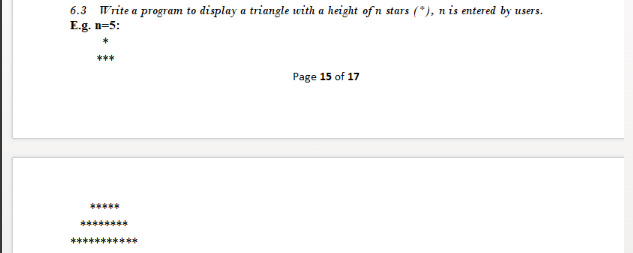 6.3 Write a program to display a triangle with a height of n stars (*), n is entered by users.
E.g. n=5:
*
***
Page 15 of 17
*****
********
***********